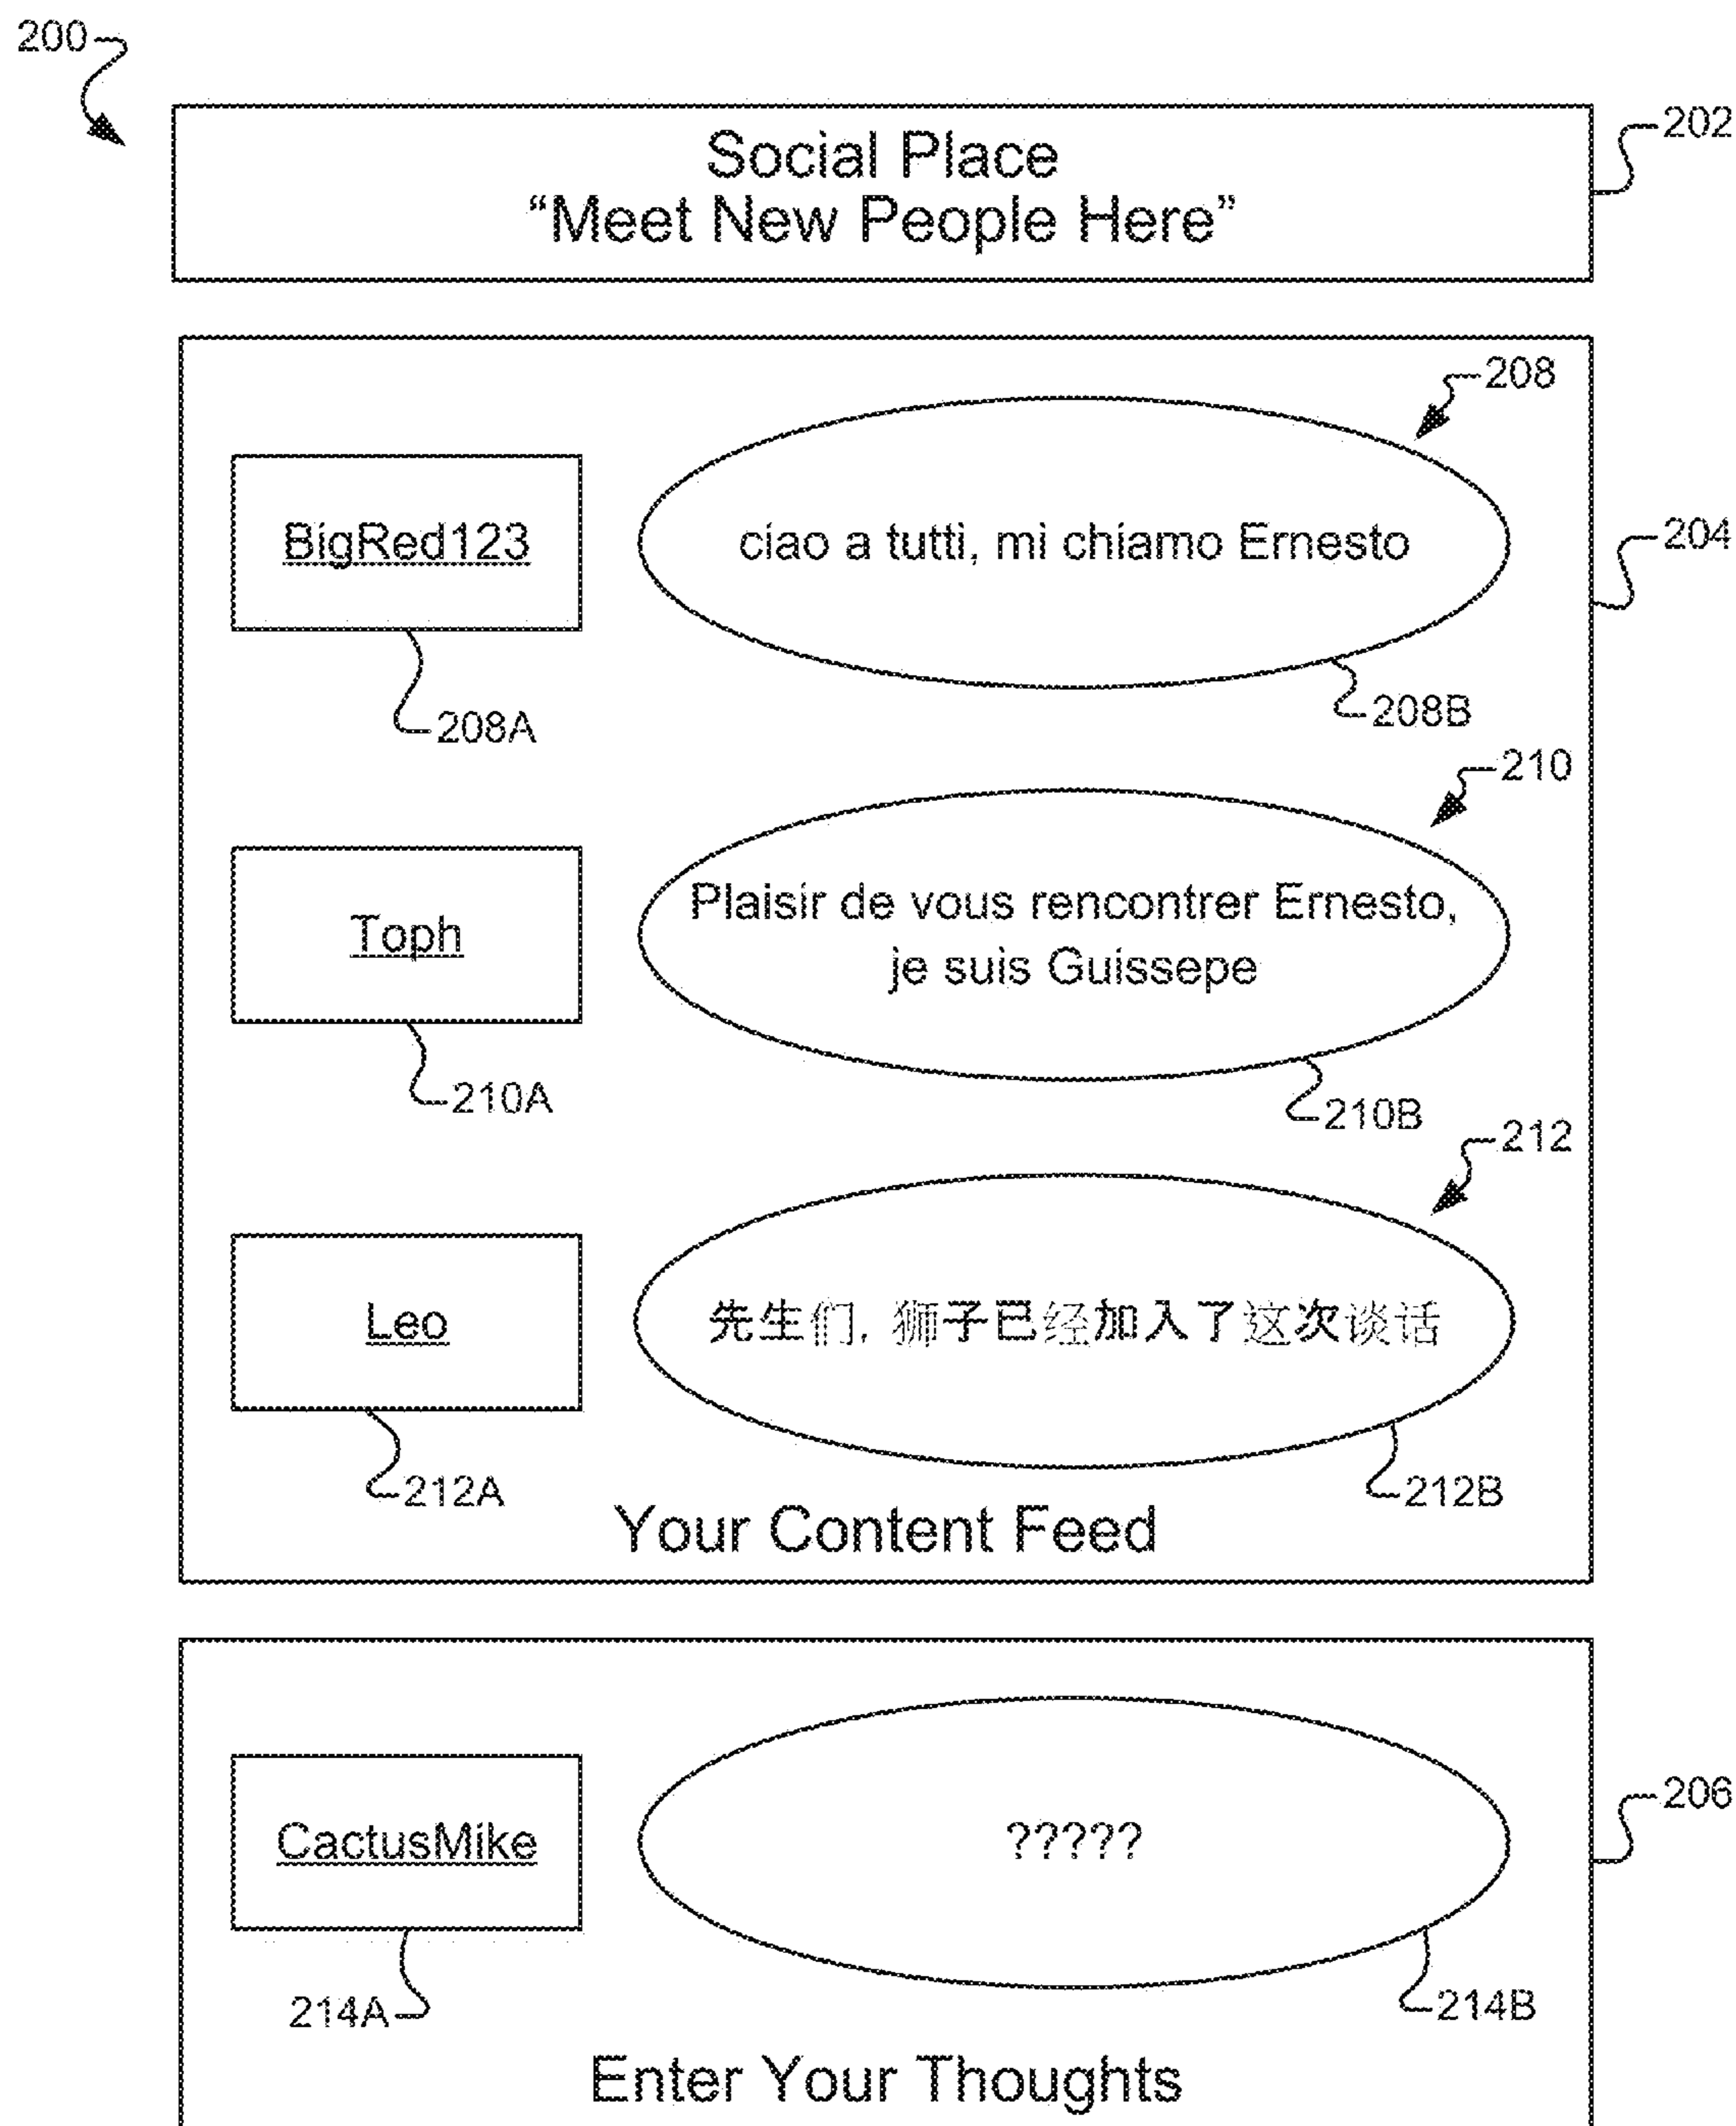 200
202
Social Place
“Meet New People Here”
208
204
BigRed123
ciao a tutti, mi chiamo Ernesto
208A
208B
210
Toph
Plaisir de vous rencontrer Ernesto,
je suis Guissepe
210A
210B
212
Leo
先生们, 狮子已经加入了这次谈话
212A
212B
Your Content Feed
206
CactusMike
?????
214A
214B
Enter Your Thoughts